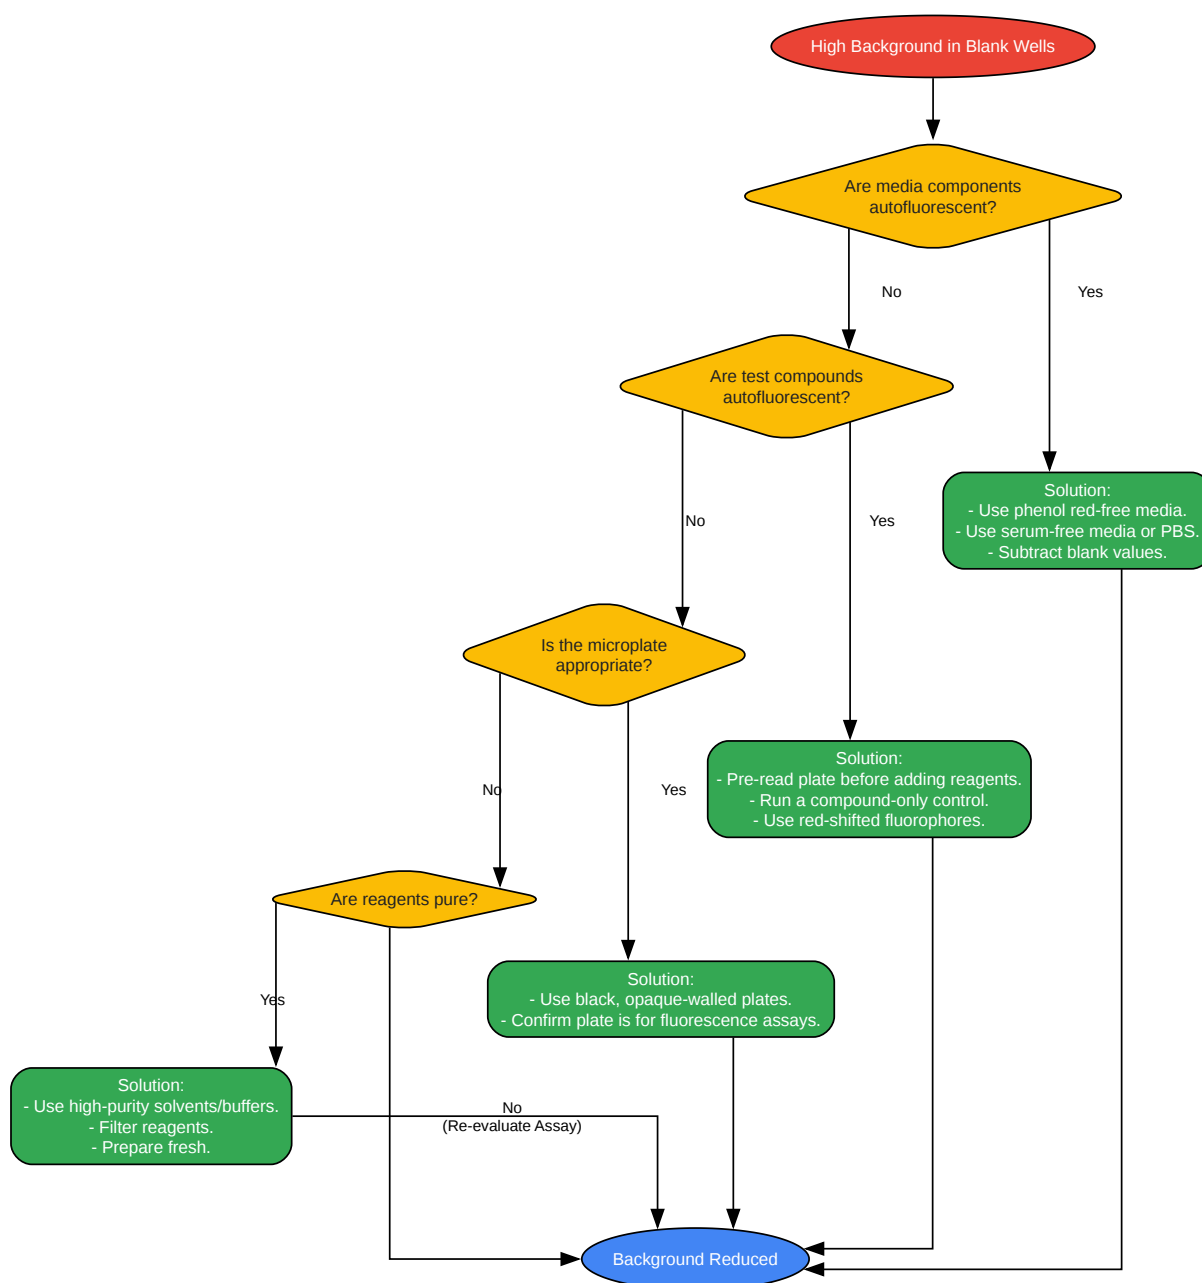 High Background in Blank Wells
Are media components
autofluorescent?
No
Yes
Are test compounds
autofluorescent?
Solution:
- Use phenol red-free media.
- Use serum-free media or PBS.
- Subtract blank values.
No
Yes
Is the microplate
appropriate?
Solution:
- Pre-read plate before adding reagents.
- Run a compound-only control.
- Use red-shifted fluorophores.
No
Yes
Are reagents pure?
Solution:
- Use black, opaque-walled plates.
- Confirm plate is for fluorescence assays.
Yes
Solution:
- Use high-purity solvents/buffers.
- Filter reagents.
- Prepare fresh.
No
(Re-evaluate Assay)
Background Reduced